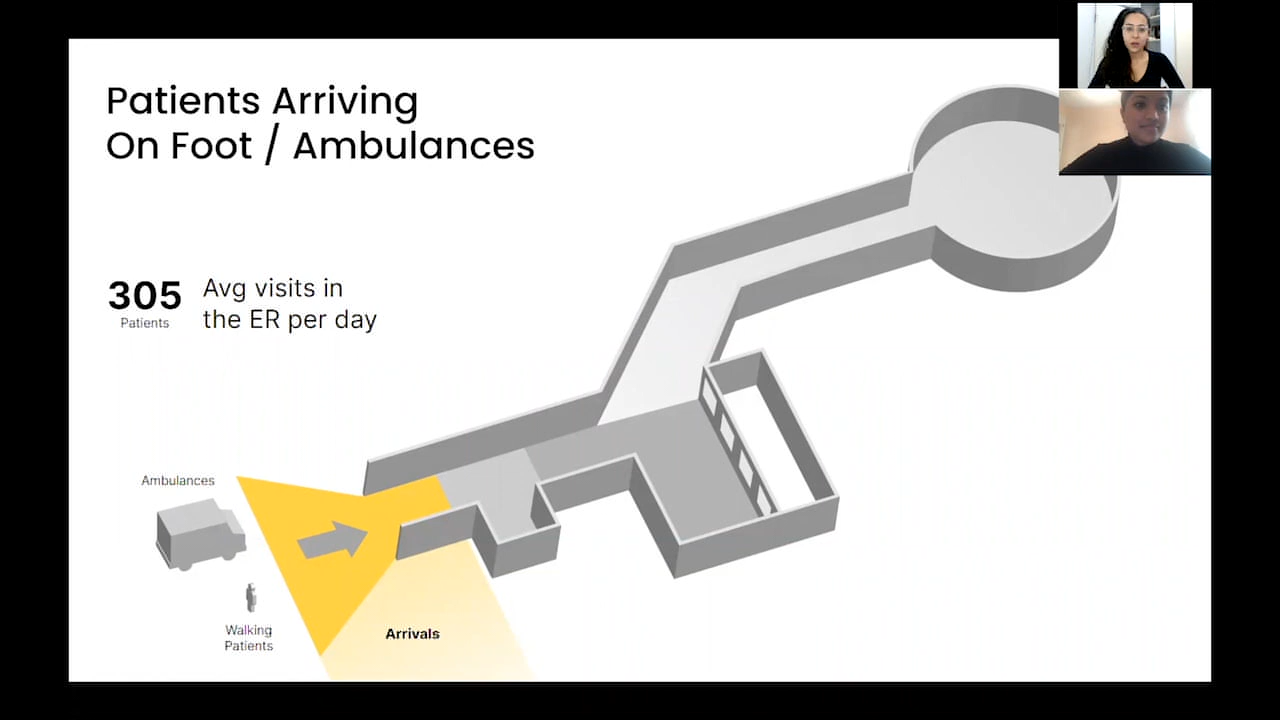 Patients Arriving
On Foot / Ambulances
305
Patients
Avg visits in
the ER per day
Ambulances
Walking
Patients
Arrivals